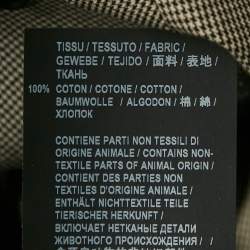 TISSU / TESSUTO / FABRIC /
GEWEBE / TEJIDO / 面料 / 表地 /
ТКАНЬ
100% COTON / COTONE / COTTON /
BAUMWOLLE / ALGODON / 棉 / 綿 /
ХЛОПОК
CONTIENE PARTI NON TESSILI DI
ORIGINE ANIMALE / CONTAINS NON-
TEXTILE PARTS OF ANIMAL ORIGIN /
CONTIENT DES PARTIES NON
TEXTILES D'ORIGINE ANIMALE /
ENTHÄLT NICHTTEXTILE TEILE
TIERISCHER HERKUNFT /
ВКЛЮЧАЕТ НЕТКАНЫЕ ДЕТАЛИ
ЖИВОТНОГО ПРОИСХОЖДЕНИЯ /